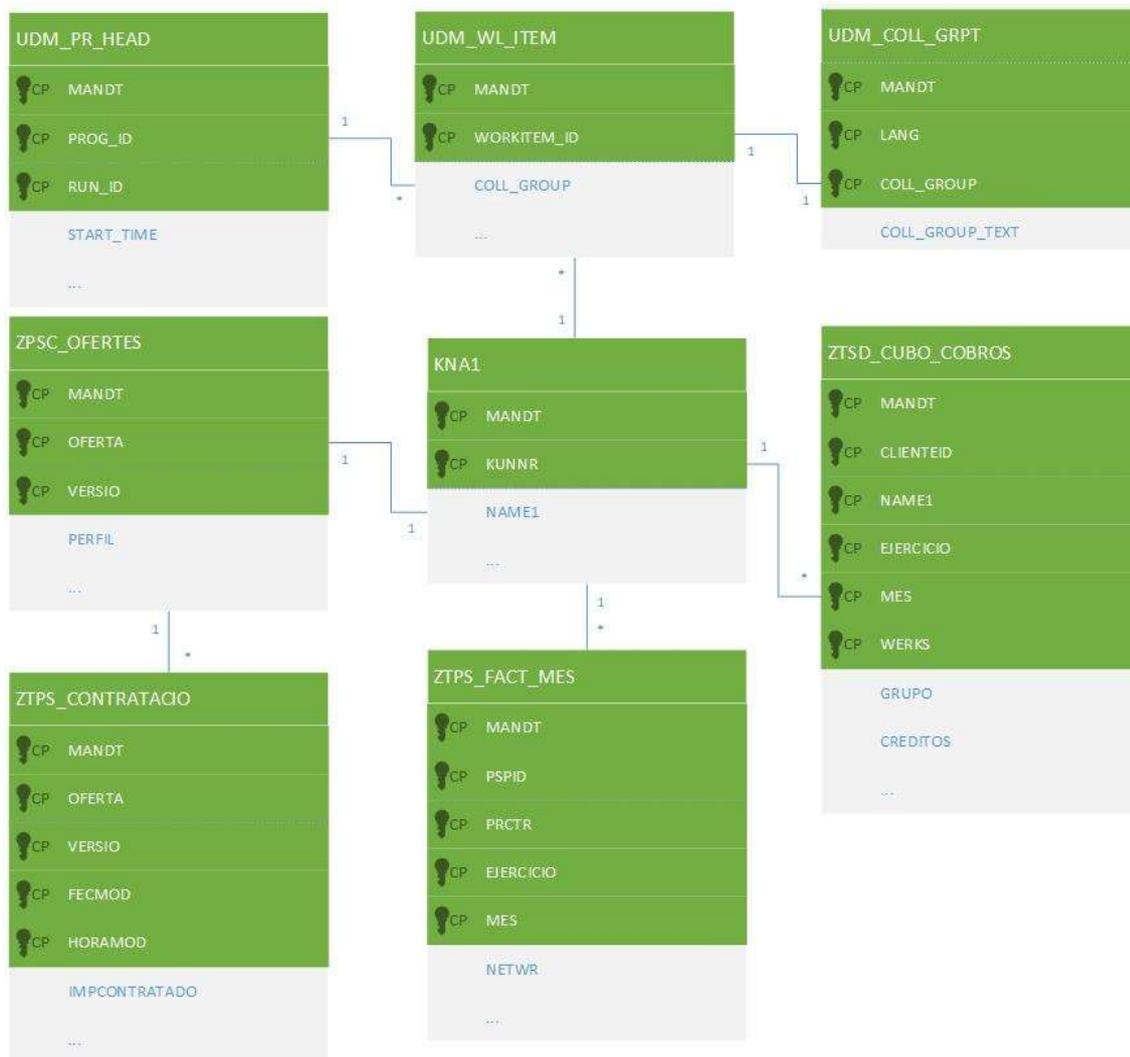 UDM_PR_HEAD
CP MANDT
CP PROG_ID
CP RUN_ID
START_TIME
...
1
*
UDM_WL_ITEM
CP MANDT
CP WORKITEM_ID
COLL_GROUP
...
1
1
UDM_COLL_GRPT
CP MANDT
CP LANG
CP COLL_GROUP
COLL_GROUP_TEXT
*
1
ZPSC_OFERTES
CP MANDT
CP OFERTA
CP VERSIO
PERFIL
...
1
1
KNA1
CP MANDT
CP KUNNR
NAME1
...
1
*
ZTSD_CUBO_COBROS
CP MANDT
CP CLIENTEID
CP NAME1
CP EJERCICIO
CP MES
CP WERKS
GRUPO
CREDITOS
...
1
*
ZTPS_CONTRATACIO
CP MANDT
CP OFERTA
CP VERSIO
CP FECMOD
CP HORAMOD
IMPCONTRATADO
...
1
*
ZTPS_FACT_MES
CP MANDT
CP PSPID
CP PRCTR
CP EJERCICIO
CP MES
NETWR
...